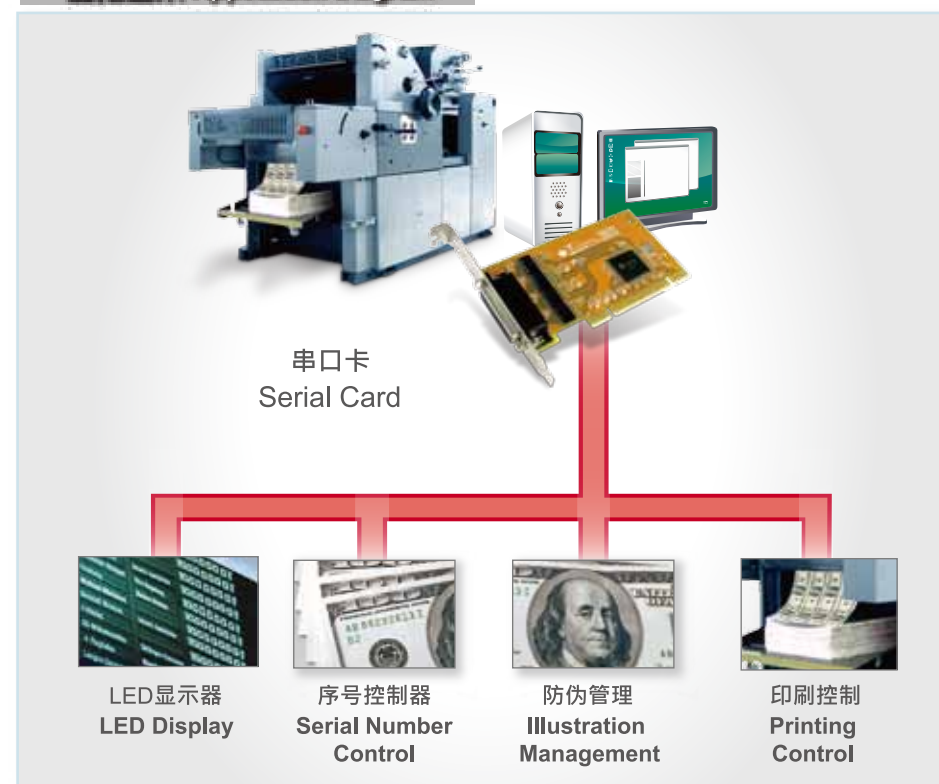 串口卡
Serial Card
LED显示器
LED Display
序号控制器
Serial Number
Control
防伪管理
Illustration
Management
印刷控制
Printing
Control